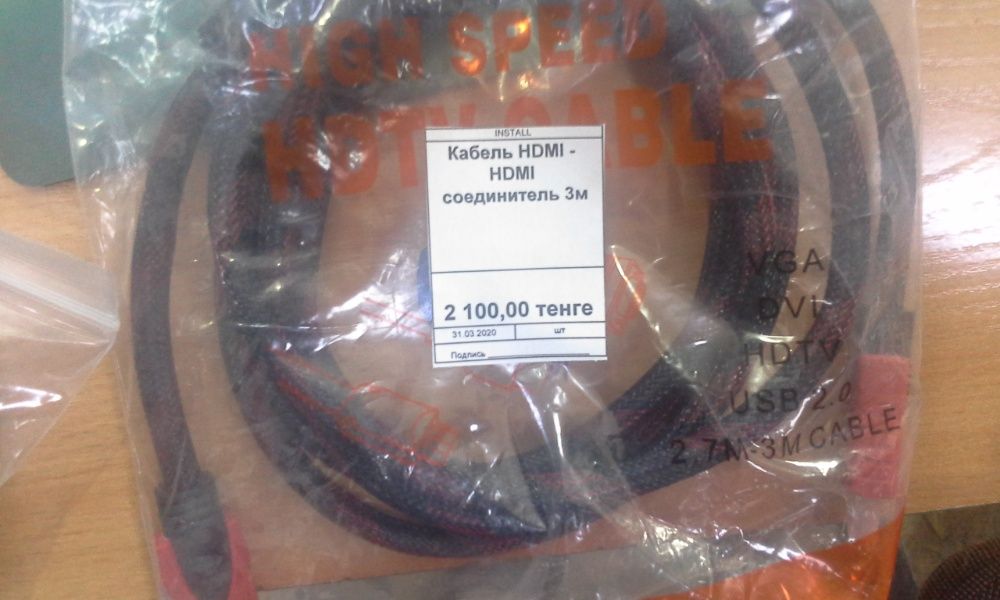 HIGH SPEED
HDTV CABLE
INSTALL
Кабель HDMI -
HDMI
соединитель 3м
2 100,00 тенге
31.03.2020 шт
Подпись
VGA
DVI
HDTV
USB 2.0
2,7M-3M CABLE